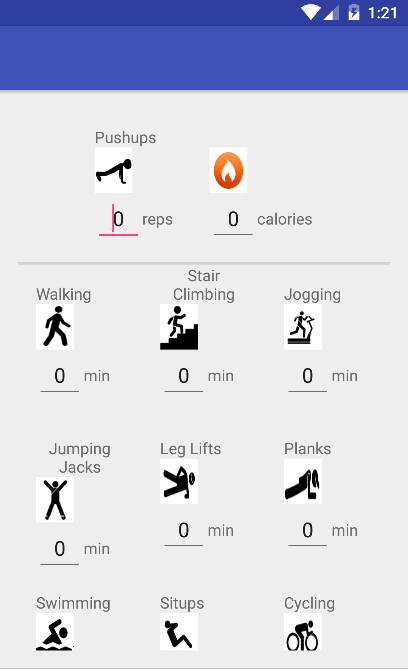 1:21
Pushups
0 reps
0 calories
Walking
Stair
Climbing
Jogging
0 min
0 min
0 min
Jumping
Jacks
Leg Lifts
Planks
0 min
0 min
0 min
Swimming
Situps
Cycling